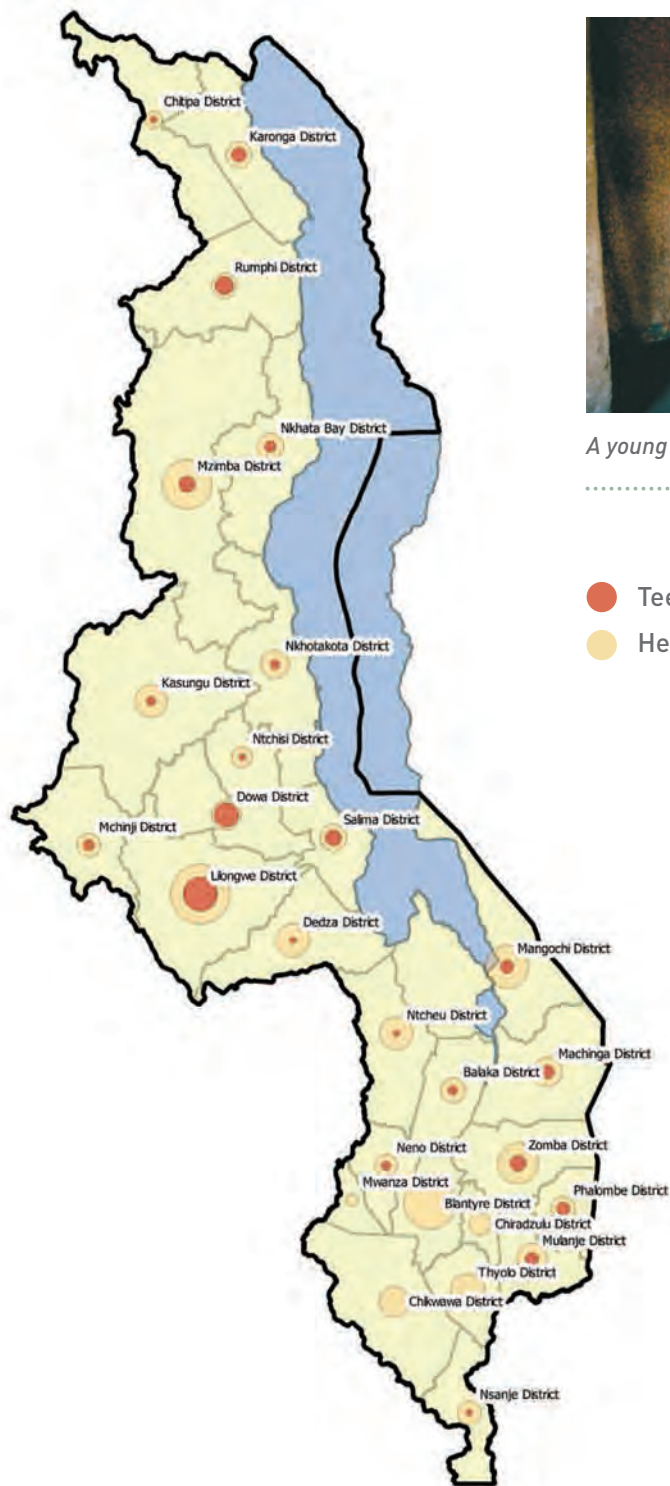 Chitipa District
Karonga District
Rumphi District
Nkhata Bay District
Mzimba District
A young
Tee
He
Nkhotakota District
Kasungu District
Ntchisi District
Dowa District
Mchinji District
Salima District
Lilongwe District
Dedza District
Mangochi District
Ntcheu District
Machinga District
Balaka District
Neno District
Zomba District
Mwanza District
Phalombe District
Blantyre District
Chiradzulu District
Mulanje District
Thyolo District
Chikwawa District
Nsanje District